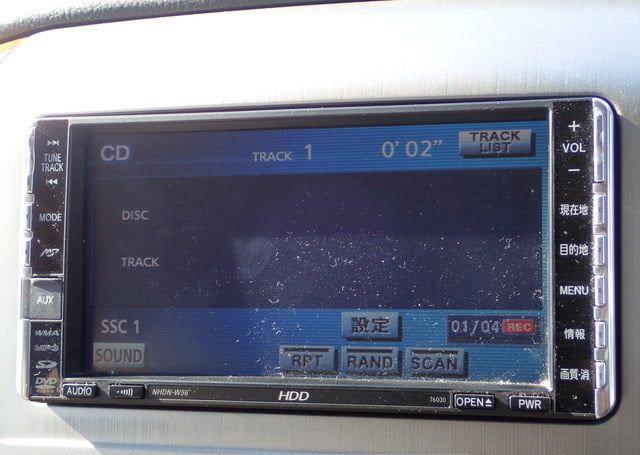 CD TRACK 1 0'02" TRACK LIST
DISC
TRACK
SSC 1 設定 01/04 REC
SOUND RPT RAND SCAN
TUNE
TRACK
MODE
AUX
WMA
DVD
+
VOL
−
現在地
目的地
MENU
情報
画質・消
AUDIO NHDN-W56 HDD 76030 OPEN PWR